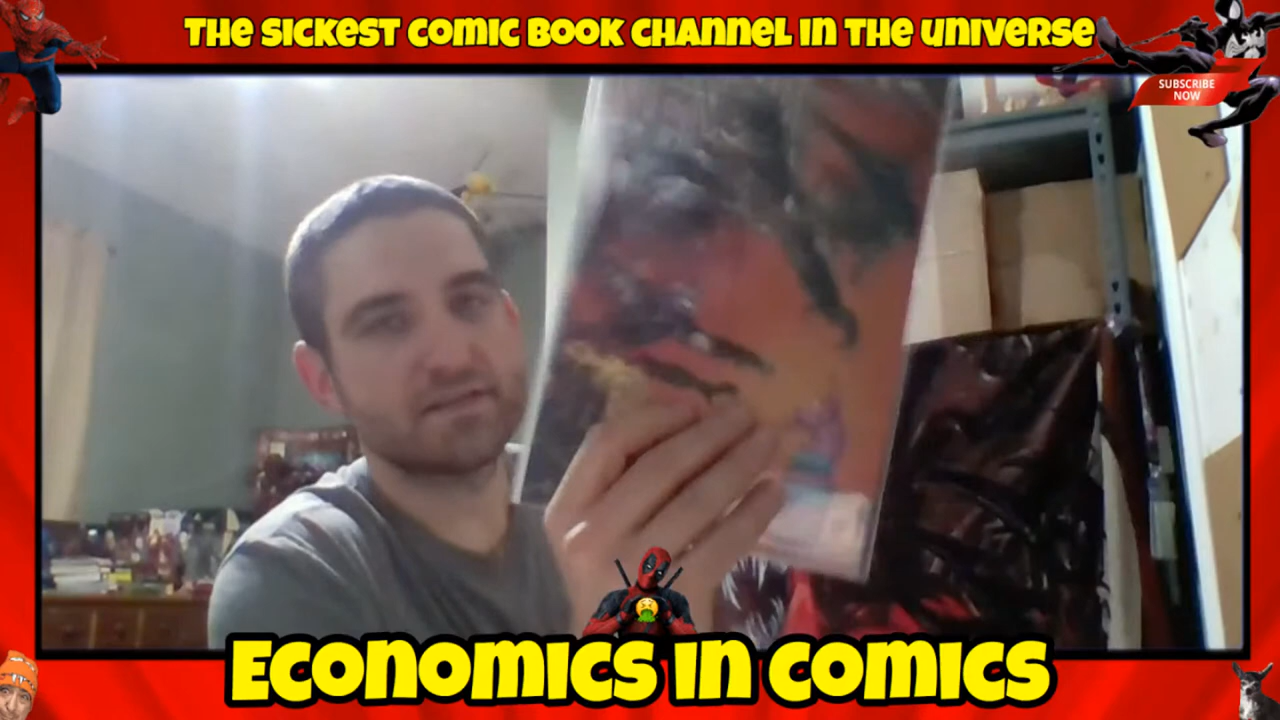 THE SICKEST COMIC BOOK CHANNEL IN THE UNIVERSE
SUBSCRIBE
NOW
ECONOMICS IN COMICS